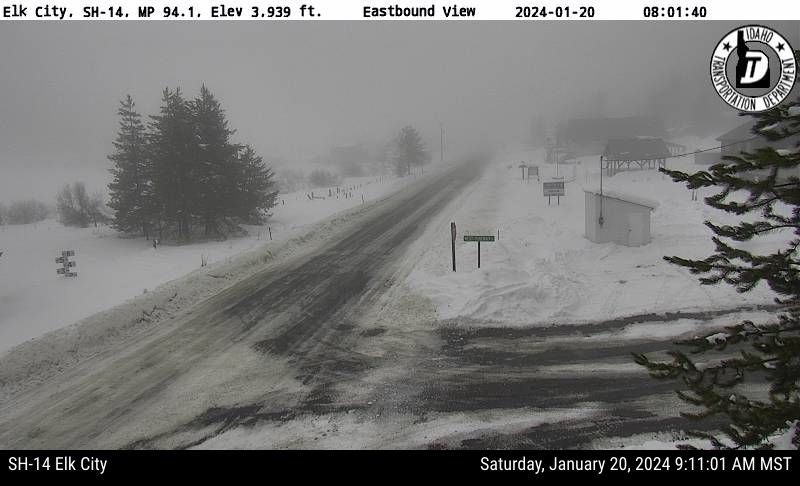 Elk City, SH-14, MP 94.1, Elev 3,939 ft. Eastbound View 2024-01-20 08:01:40
IDAHO
TRANSPORTATION DEPARTMENT
SH-14 Elk City Saturday, January 20, 2024 9:11:01 AM MST